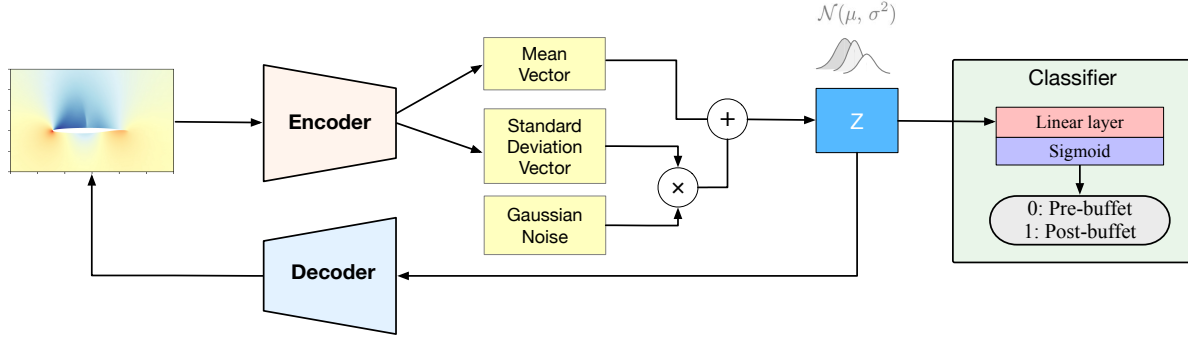 𝒩(μ, σ²)
Mean
Vector
Classifier
Encoder
Standard
Deviation
Vector
+
Z
Linear layer
Sigmoid
×
Gaussian
Noise
0: Pre-buffet
1: Post-buffet
Decoder